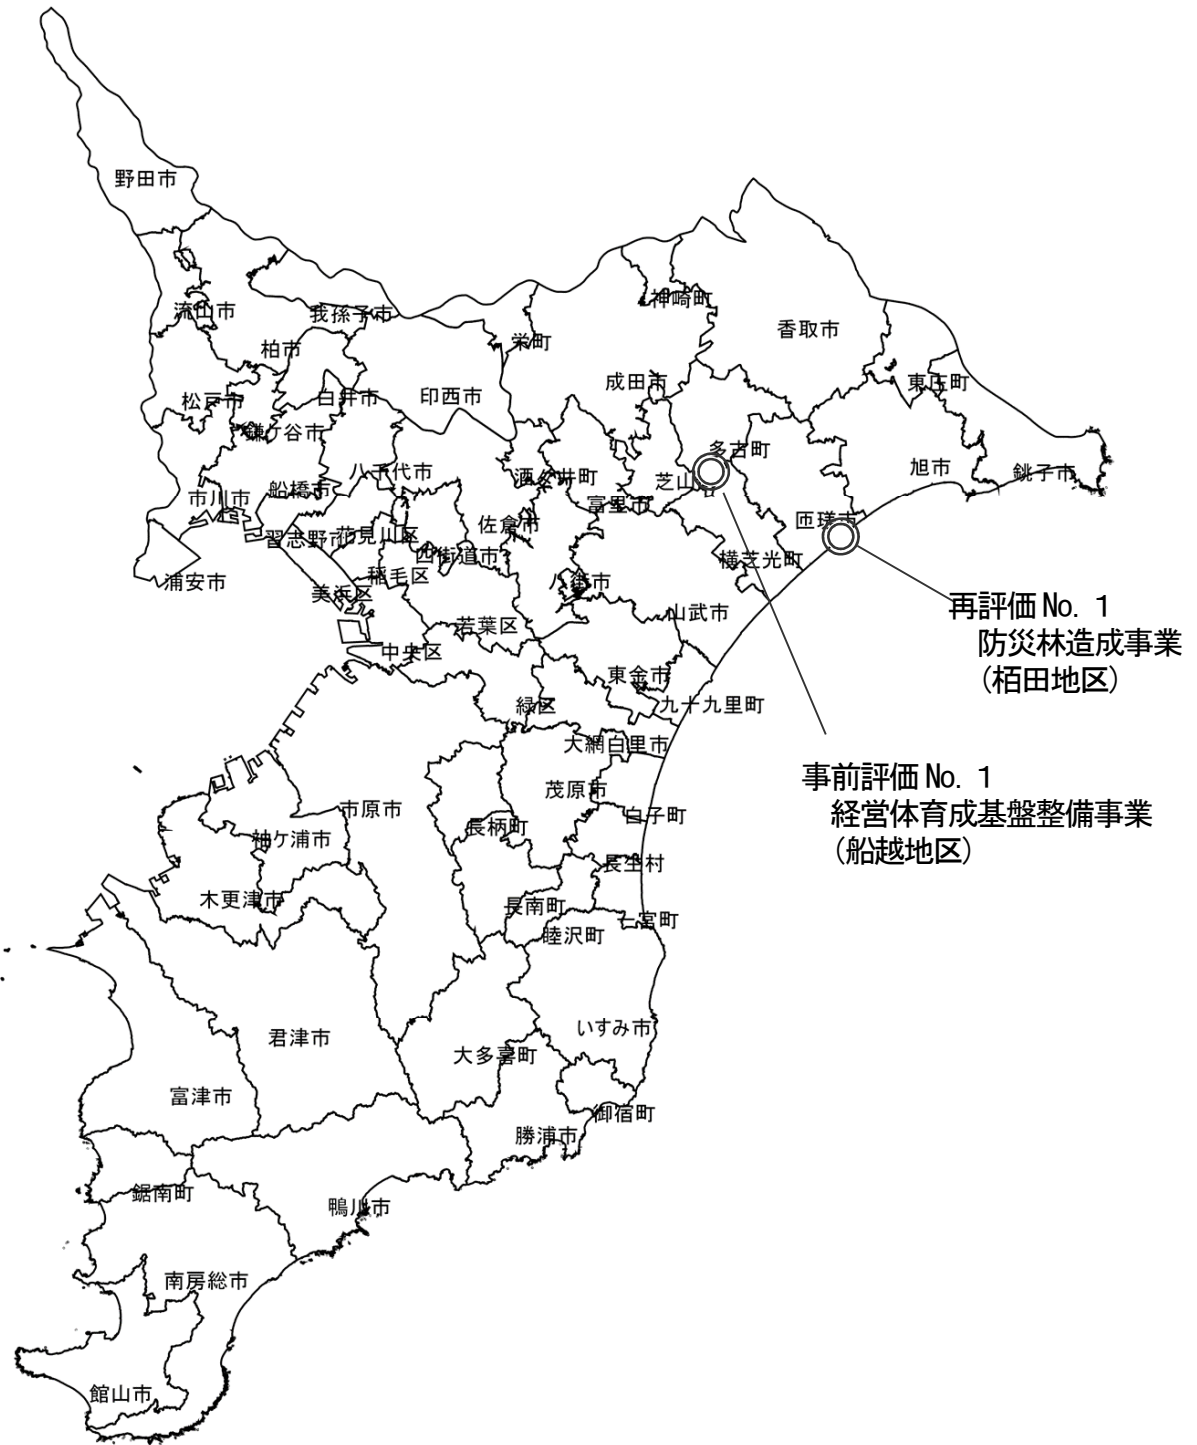 野田市
流山市
我孫子市
神崎町
香取市
栄町
柏市
成田市
東庄町
松戸市
白井市
印西市
鎌ケ谷市
多古町
旭市
銚子市
八千代市
酒々井町
芝山町
船橋市
市川市
富里市
匝瑳市
佐倉市
習志野市
花見川区
四街道市
横芝光町
浦安市
稲毛区
八街市
美浜区
山武市
再評価 No. 1
防災林造成事業
(栢田地区)
若葉区
中央区
東金市
緑区
九十九里町
大網白里市
事前評価 No. 1
経営体育成基盤整備事業
(船越地区)
茂原市
市原市
白子町
長柄町
袖ケ浦市
長生村
木更津市
長南町
一宮町
睦沢町
いすみ市
君津市
大多喜町
富津市
御宿町
勝浦市
鋸南町
鴨川市
南房総市
館山市